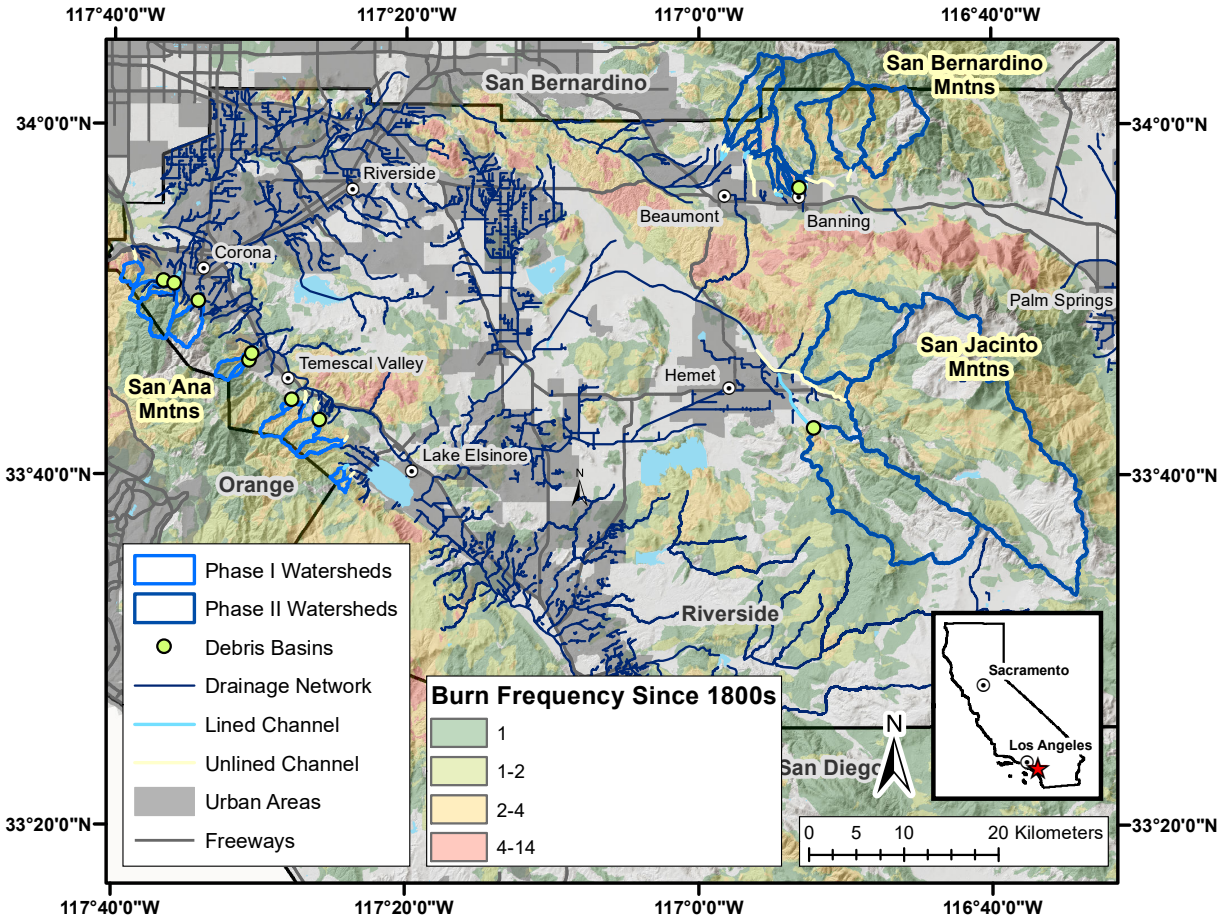 117°40'0"W 117°20'0"W 117°0'0"W 116°40'0"W
San Bernardino
San Bernardino
Mntns
34°0'0"N
34°0'0"N
Riverside
Beaumont
Banning
Corona
Palm Springs
San Jacinto
Mntns
Temescal Valley
Hemet
San Ana
Mntns
Lake Elsinore
33°40'0"N
33°40'0"N
Orange
N
Riverside
Phase I Watersheds
Phase II Watersheds
Debris Basins
Drainage Network
Lined Channel
Unlined Channel
Urban Areas
Freeways
Burn Frequency Since 1800s
1
1-2
2-4
4-14
San Diego
N
Sacramento
Los Angeles
0 5 10 20 Kilometers
33°20'0"N
33°20'0"N
117°40'0"W 117°20'0"W 117°0'0"W 116°40'0"W